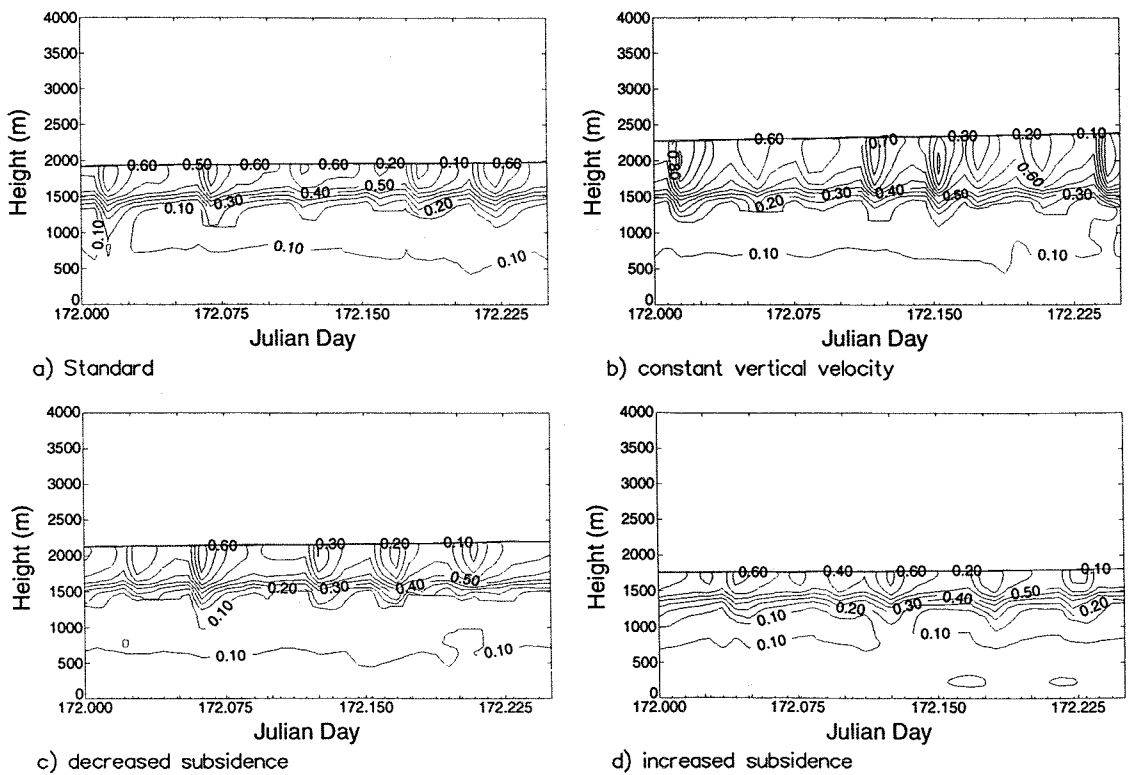 4000
3500
3000
2500
2000
1500
1000
500
0
Height (m)
0.60 0.50 0.60 0.60 0.20 0.10 0.60
0.50
0.40
0.10 0.30 0.20
0.10
0.10
0.10
172.000 172.075 172.150 172.225
Julian Day
a) Standard
4000
3500
3000
2500
2000
1500
1000
500
0
Height (m)
0.60 0.70 0.30 0.20 0.10
0.60
0.20 0.30 0.40 0.50 0.30
0.10 0.10
172.000 172.075 172.150 172.225
Julian Day
b) constant vertical velocity
4000
3500
3000
2500
2000
1500
1000
500
0
Height (m)
0.60 0.30 0.20 0.10
0.20 0.30 0.40 0.50
0.10
0.10 0.10
172.000 172.075 172.150 172.225
Julian Day
c) decreased subsidence
4000
3500
3000
2500
2000
1500
1000
500
0
Height (m)
0.60 0.40 0.60 0.20 0.10
0.10 0.20 0.30 0.40 0.50 0.20
0.10 0.10
172.000 172.075 172.150 172.225
Julian Day
d) increased subsidence